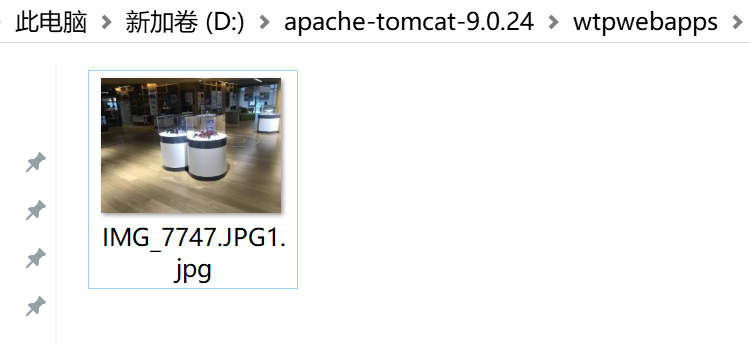 此电脑 > 新加卷 (D:) > apache-tomcat-9.0.24 > wtpwebapps >
IMG_7747.JPG1.
jpg